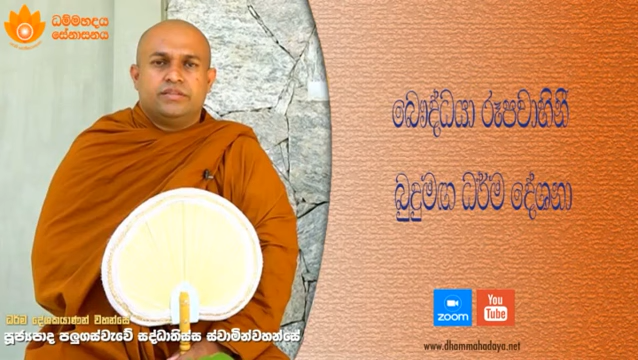 ධම්මහදය
සේනාසනය
බෞද්ධයා රූපවාහිනී
බුදුමඟ ධර්ම දේශනා
ධර්ම දේශකයාණන් වහන්සේ
පූජ්‍යපාද පලුගස්වැවේ සද්ධාතිස්ස ස්වාමීන්වහන්සේ
zoom
You
Tube
www.dhammahadaya.net